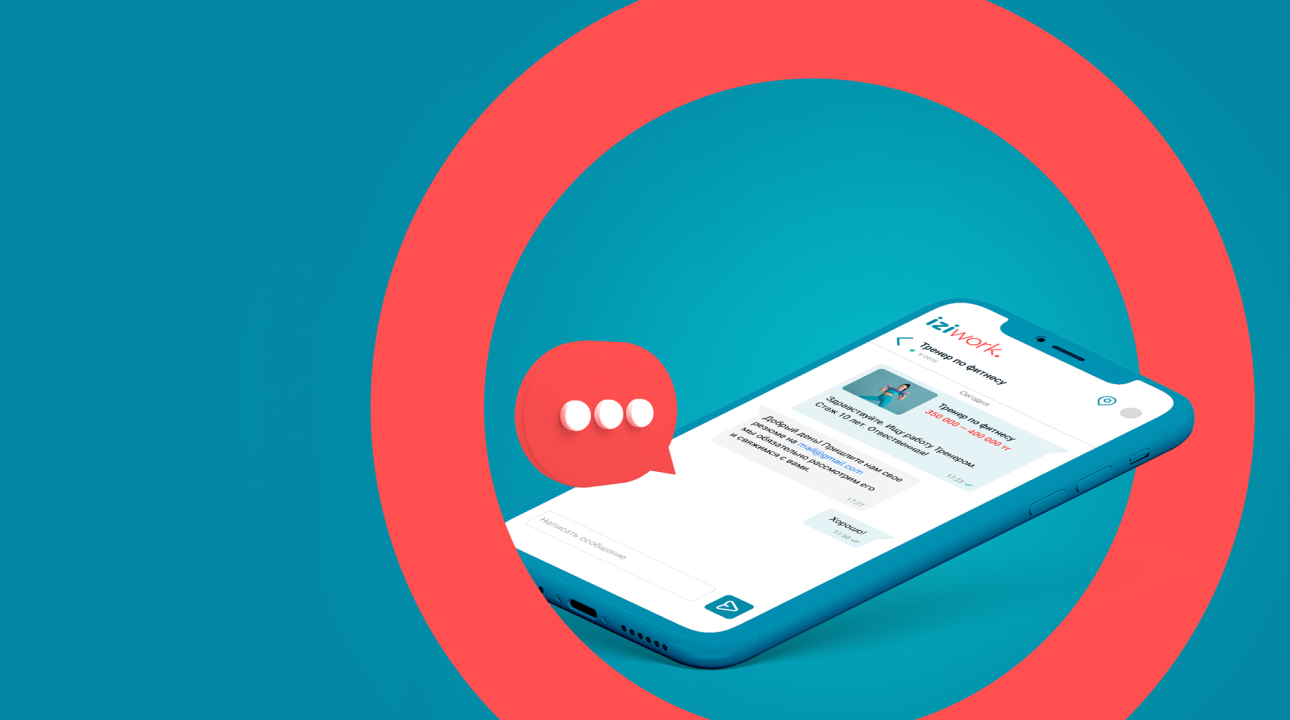 iziwork.
Тренер по фитнесу
в сети
Сегодня
Тренер по фитнесу
350 000 – 400 000 тг
Здравствуйте. Ищу работу Тренером.
Стаж 10 лет. Отвественная!
17:23
Добрый день! Пришлите нам свое
резюме на mail@gmail.com
мы обязательно рассмотрим его
и свяжимся с вами.
17:27
Хорошо!
17:30
Написать сообщение